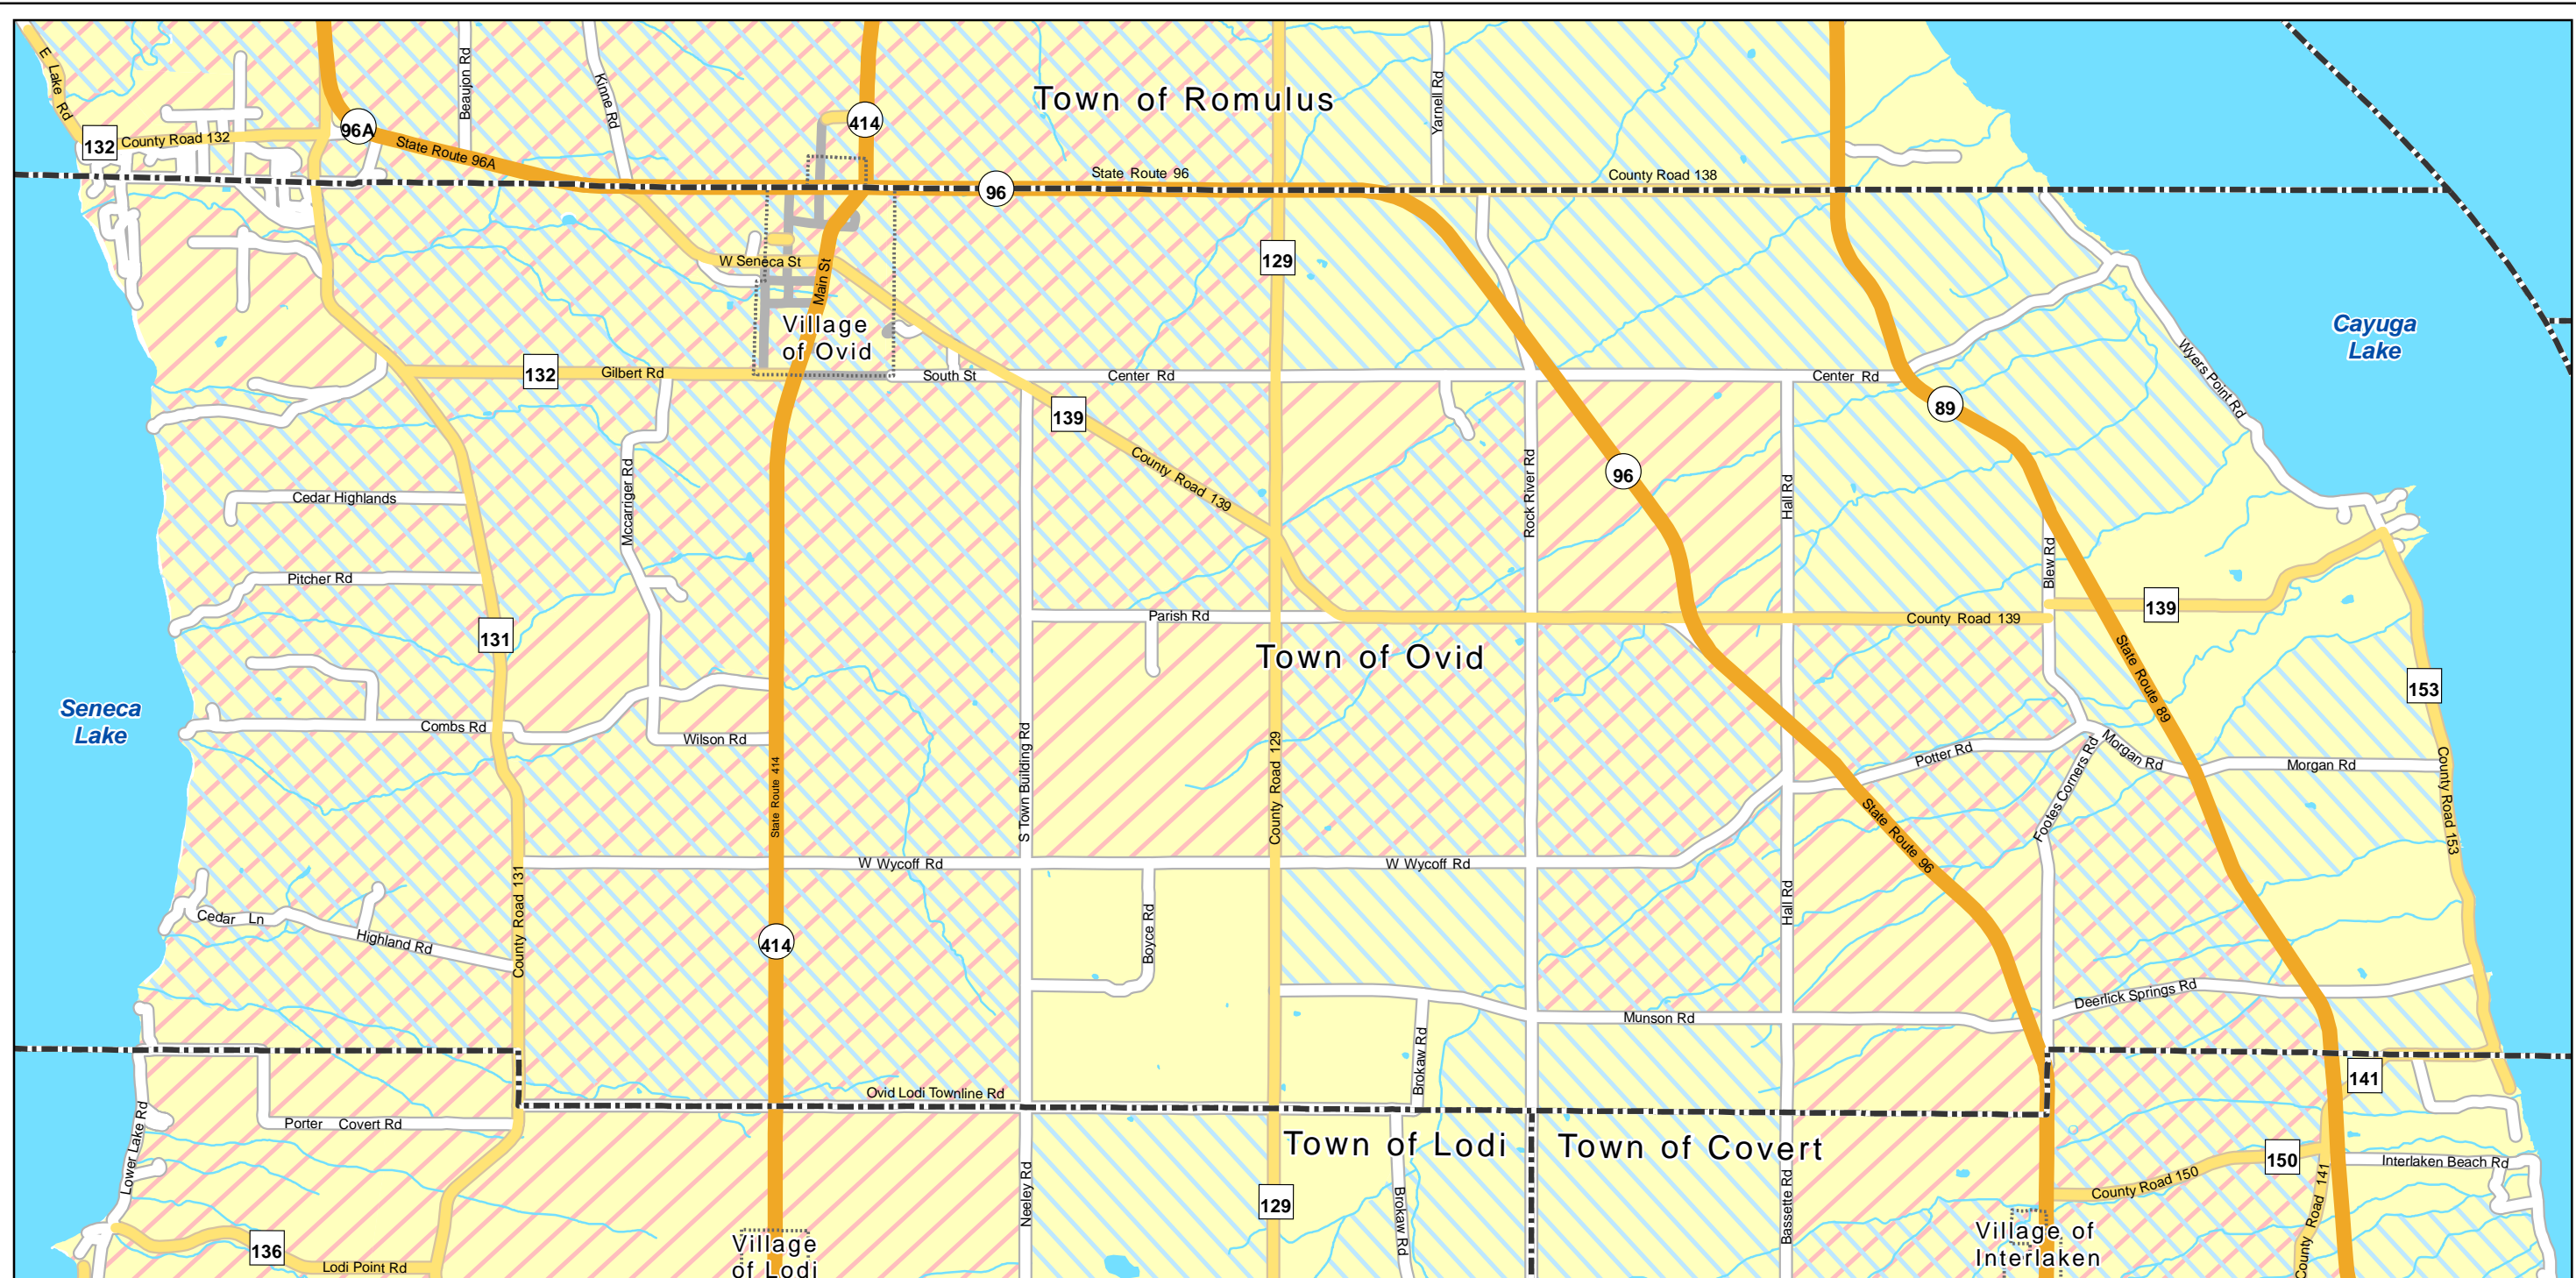 E Lake Rd
Beaujon Rd
Kinne Rd
Town of Romulus
Yarnell Rd
132
County Road 132
96A
State Route 96A
414
96
State Route 96
County Road 138
W Seneca St
Main St
129
Village
of Ovid
Cayuga
Lake
Wyers Point Rd
132
Gilbert Rd
South St
Center Rd
Center Rd
139
89
County Road 139
96
Cedar Highlands
Mccarriger Rd
Rock River Rd
Hall Rd
Blew Rd
Pitcher Rd
131
Parish Rd
County Road 139
139
Town of Ovid
State Route 89
153
Seneca
Lake
Combs Rd
Wilson Rd
State Route 414
S Town Building Rd
County Road 129
Potter Rd
Footes Corners Rd
Morgan Rd
Morgan Rd
County Road 153
State Route 96
W Wycoff Rd
W Wycoff Rd
Cedar Ln
Highland Rd
County Road 131
414
Boyce Rd
Hall Rd
Deerlick Springs Rd
Munson Rd
Brokaw Rd
141
Ovid Lodi Townline Rd
Porter Covert Rd
Lower Lake Rd
Town of Lodi
Town of Covert
150
County Road 150
County Road 141
Interlaken Beach Rd
Neeley Rd
129
Brokaw Rd
Bassette Rd
136
Lodi Point Rd
Village
of Lodi
Village of
Interlaken
County Road